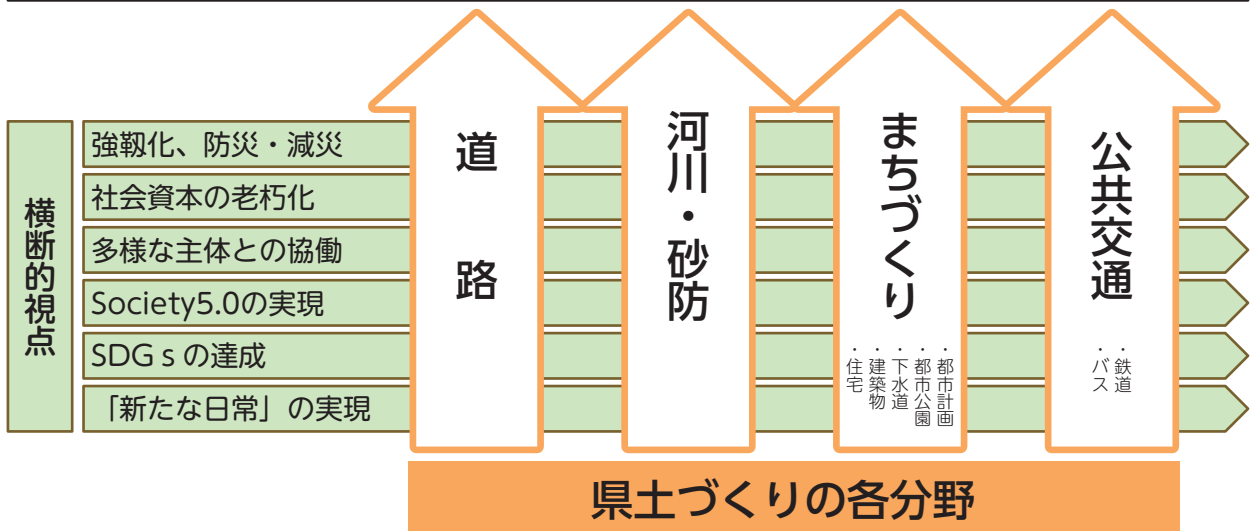 横断的視点
強靱化、防災・減災
社会資本の老朽化
多様な主体との協働
Society5.0の実現
SDGｓの達成
「新たな日常」の実現
道路
河川・砂防
まちづくり
・都市計画
・都市公園
・下水道
・建築物
・住宅
公共交通
・鉄道
・バス
県土づくりの各分野